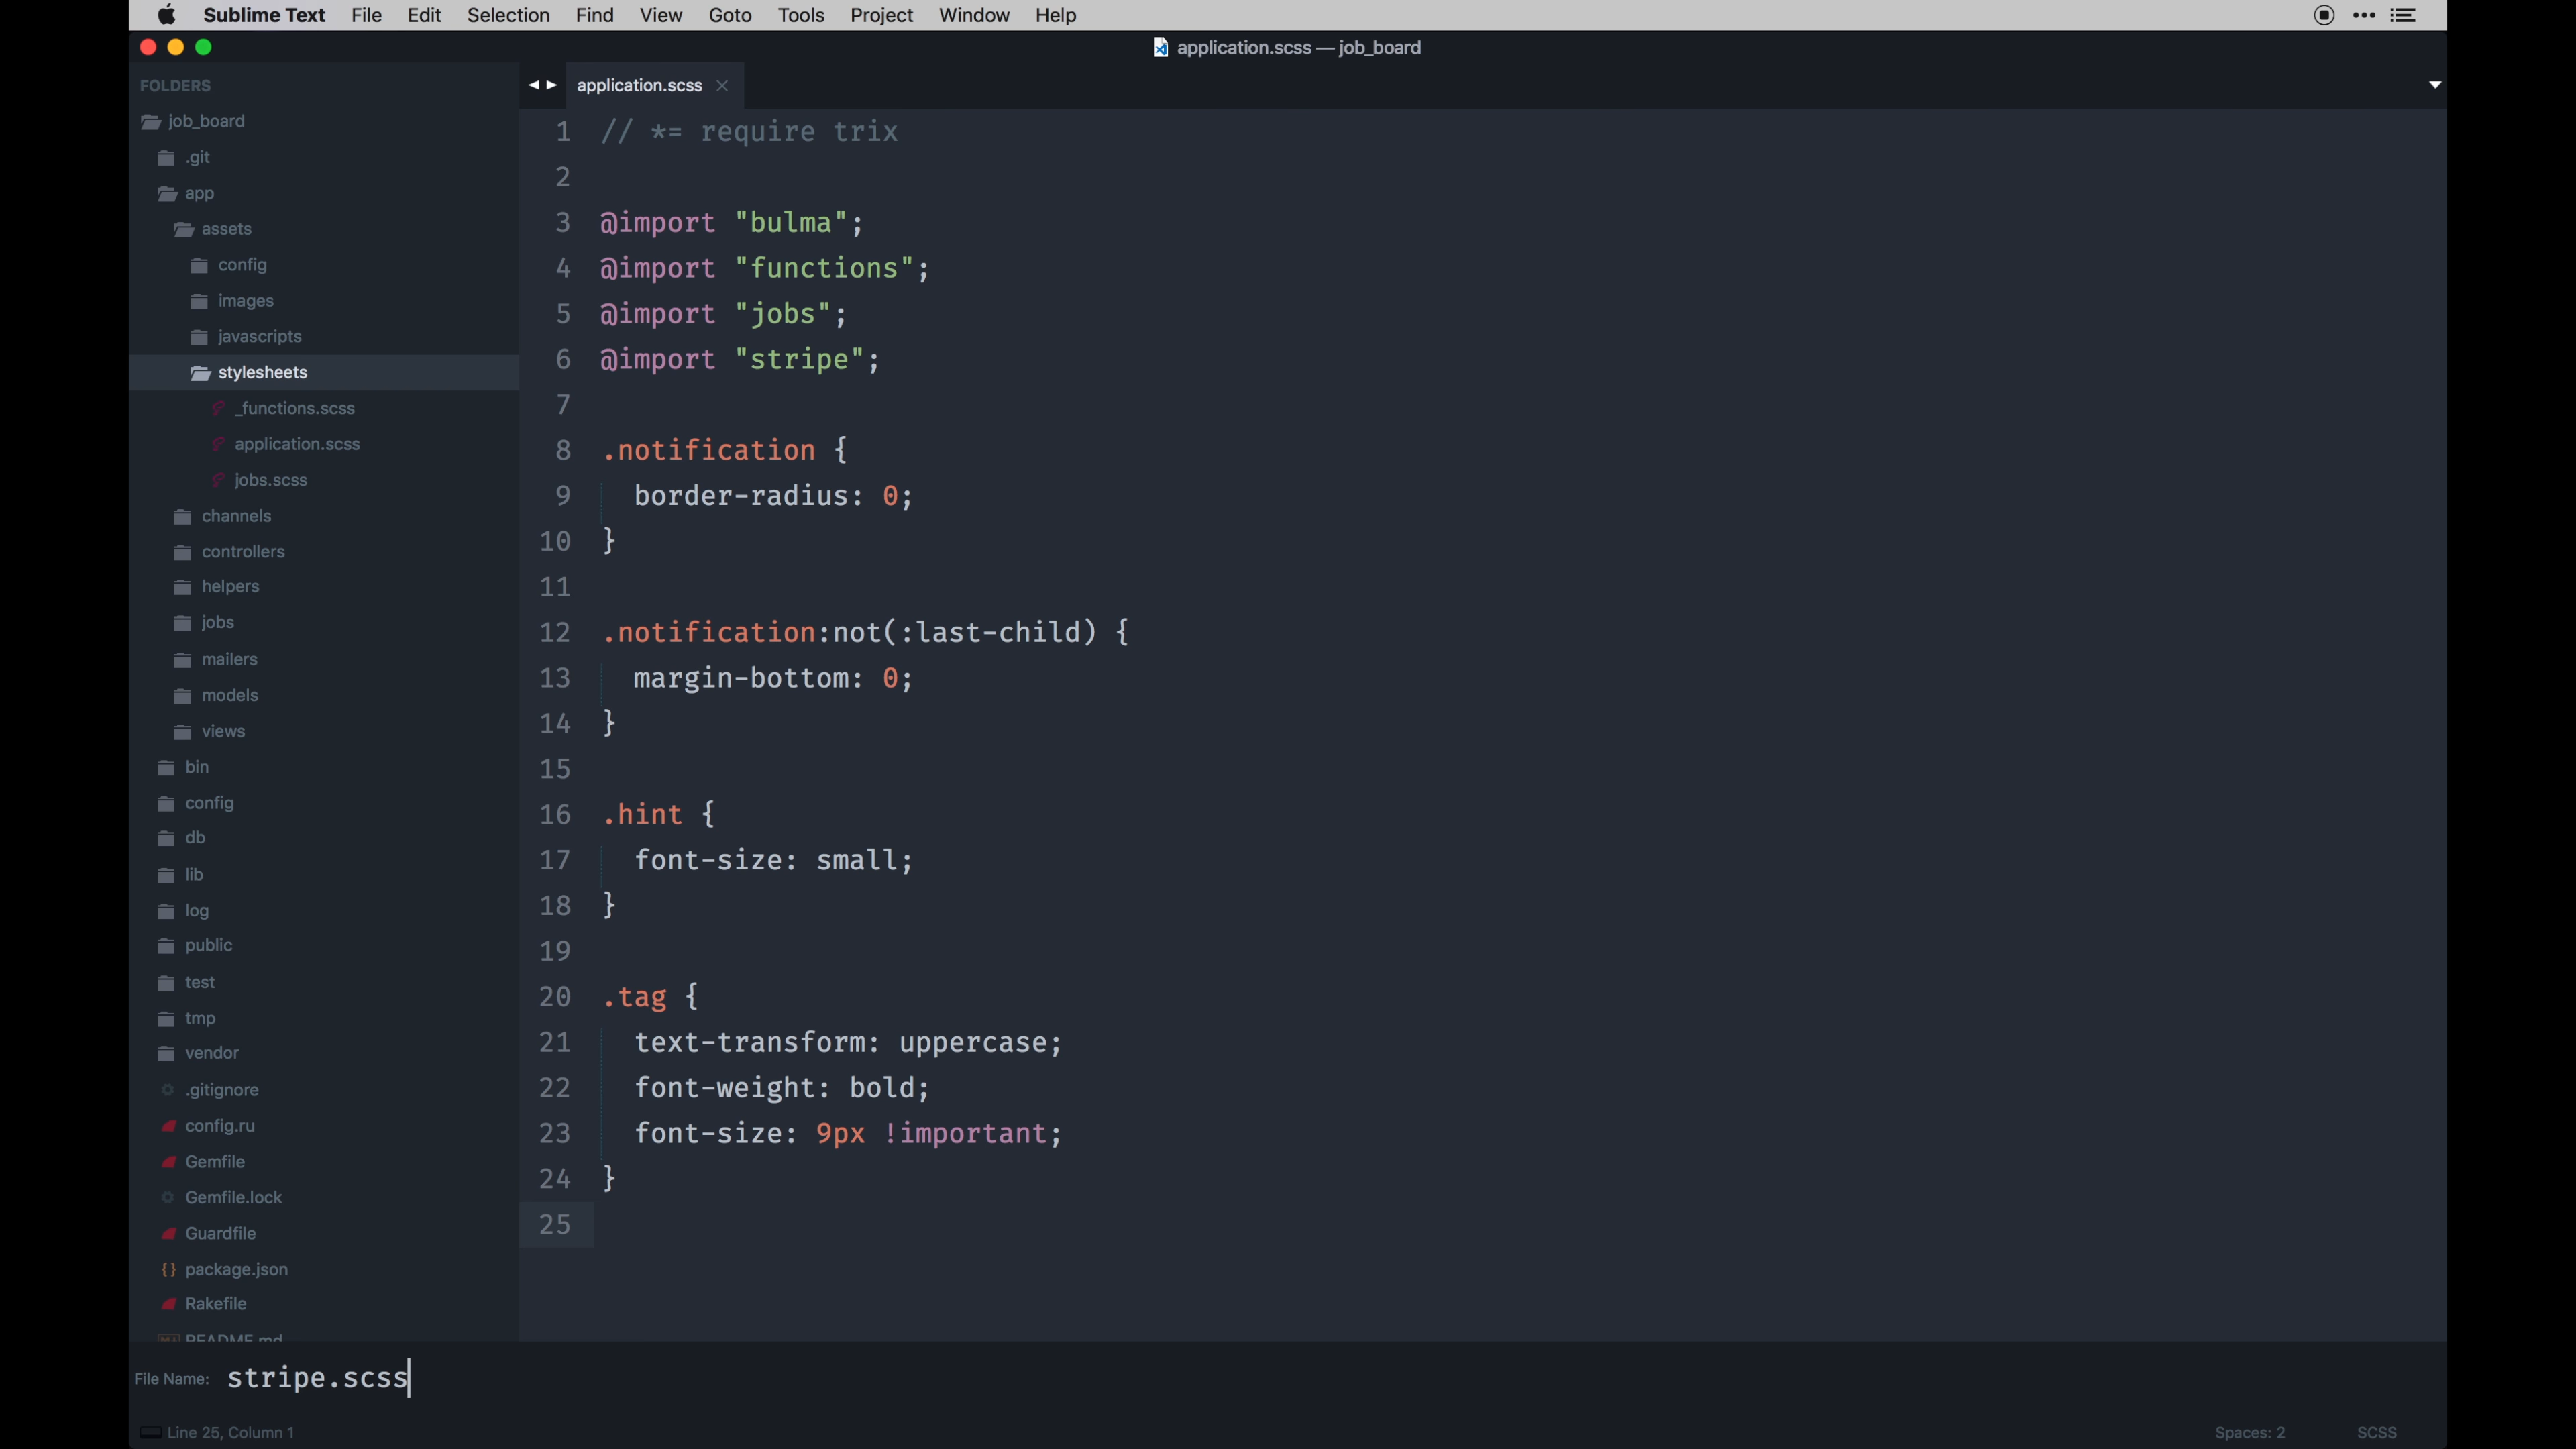 Sublime Text File Edit Selection Find View Goto Tools Project Window Help
application.scss — job_board
FOLDERS
job_board
.git
app
assets
config
images
javascripts
stylesheets
_functions.scss
application.scss
jobs.scss
channels
controllers
helpers
jobs
mailers
models
views
bin
config
db
lib
log
public
test
tmp
vendor
.gitignore
config.ru
Gemfile
Gemfile.lock
Guardfile
package.json
Rakefile
README.md
application.scss
1 // *= require trix
2
3 @import "bulma";
4 @import "functions";
5 @import "jobs";
6 @import "stripe";
7
8 .notification {
9 border-radius: 0;
10 }
11
12 .notification:not(:last-child) {
13 margin-bottom: 0;
14 }
15
16 .hint {
17 font-size: small;
18 }
19
20 .tag {
21 text-transform: uppercase;
22 font-weight: bold;
23 font-size: 9px !important;
24 }
25
File Name: stripe.scss
Line 25, Column 1 Spaces: 2 SCSS